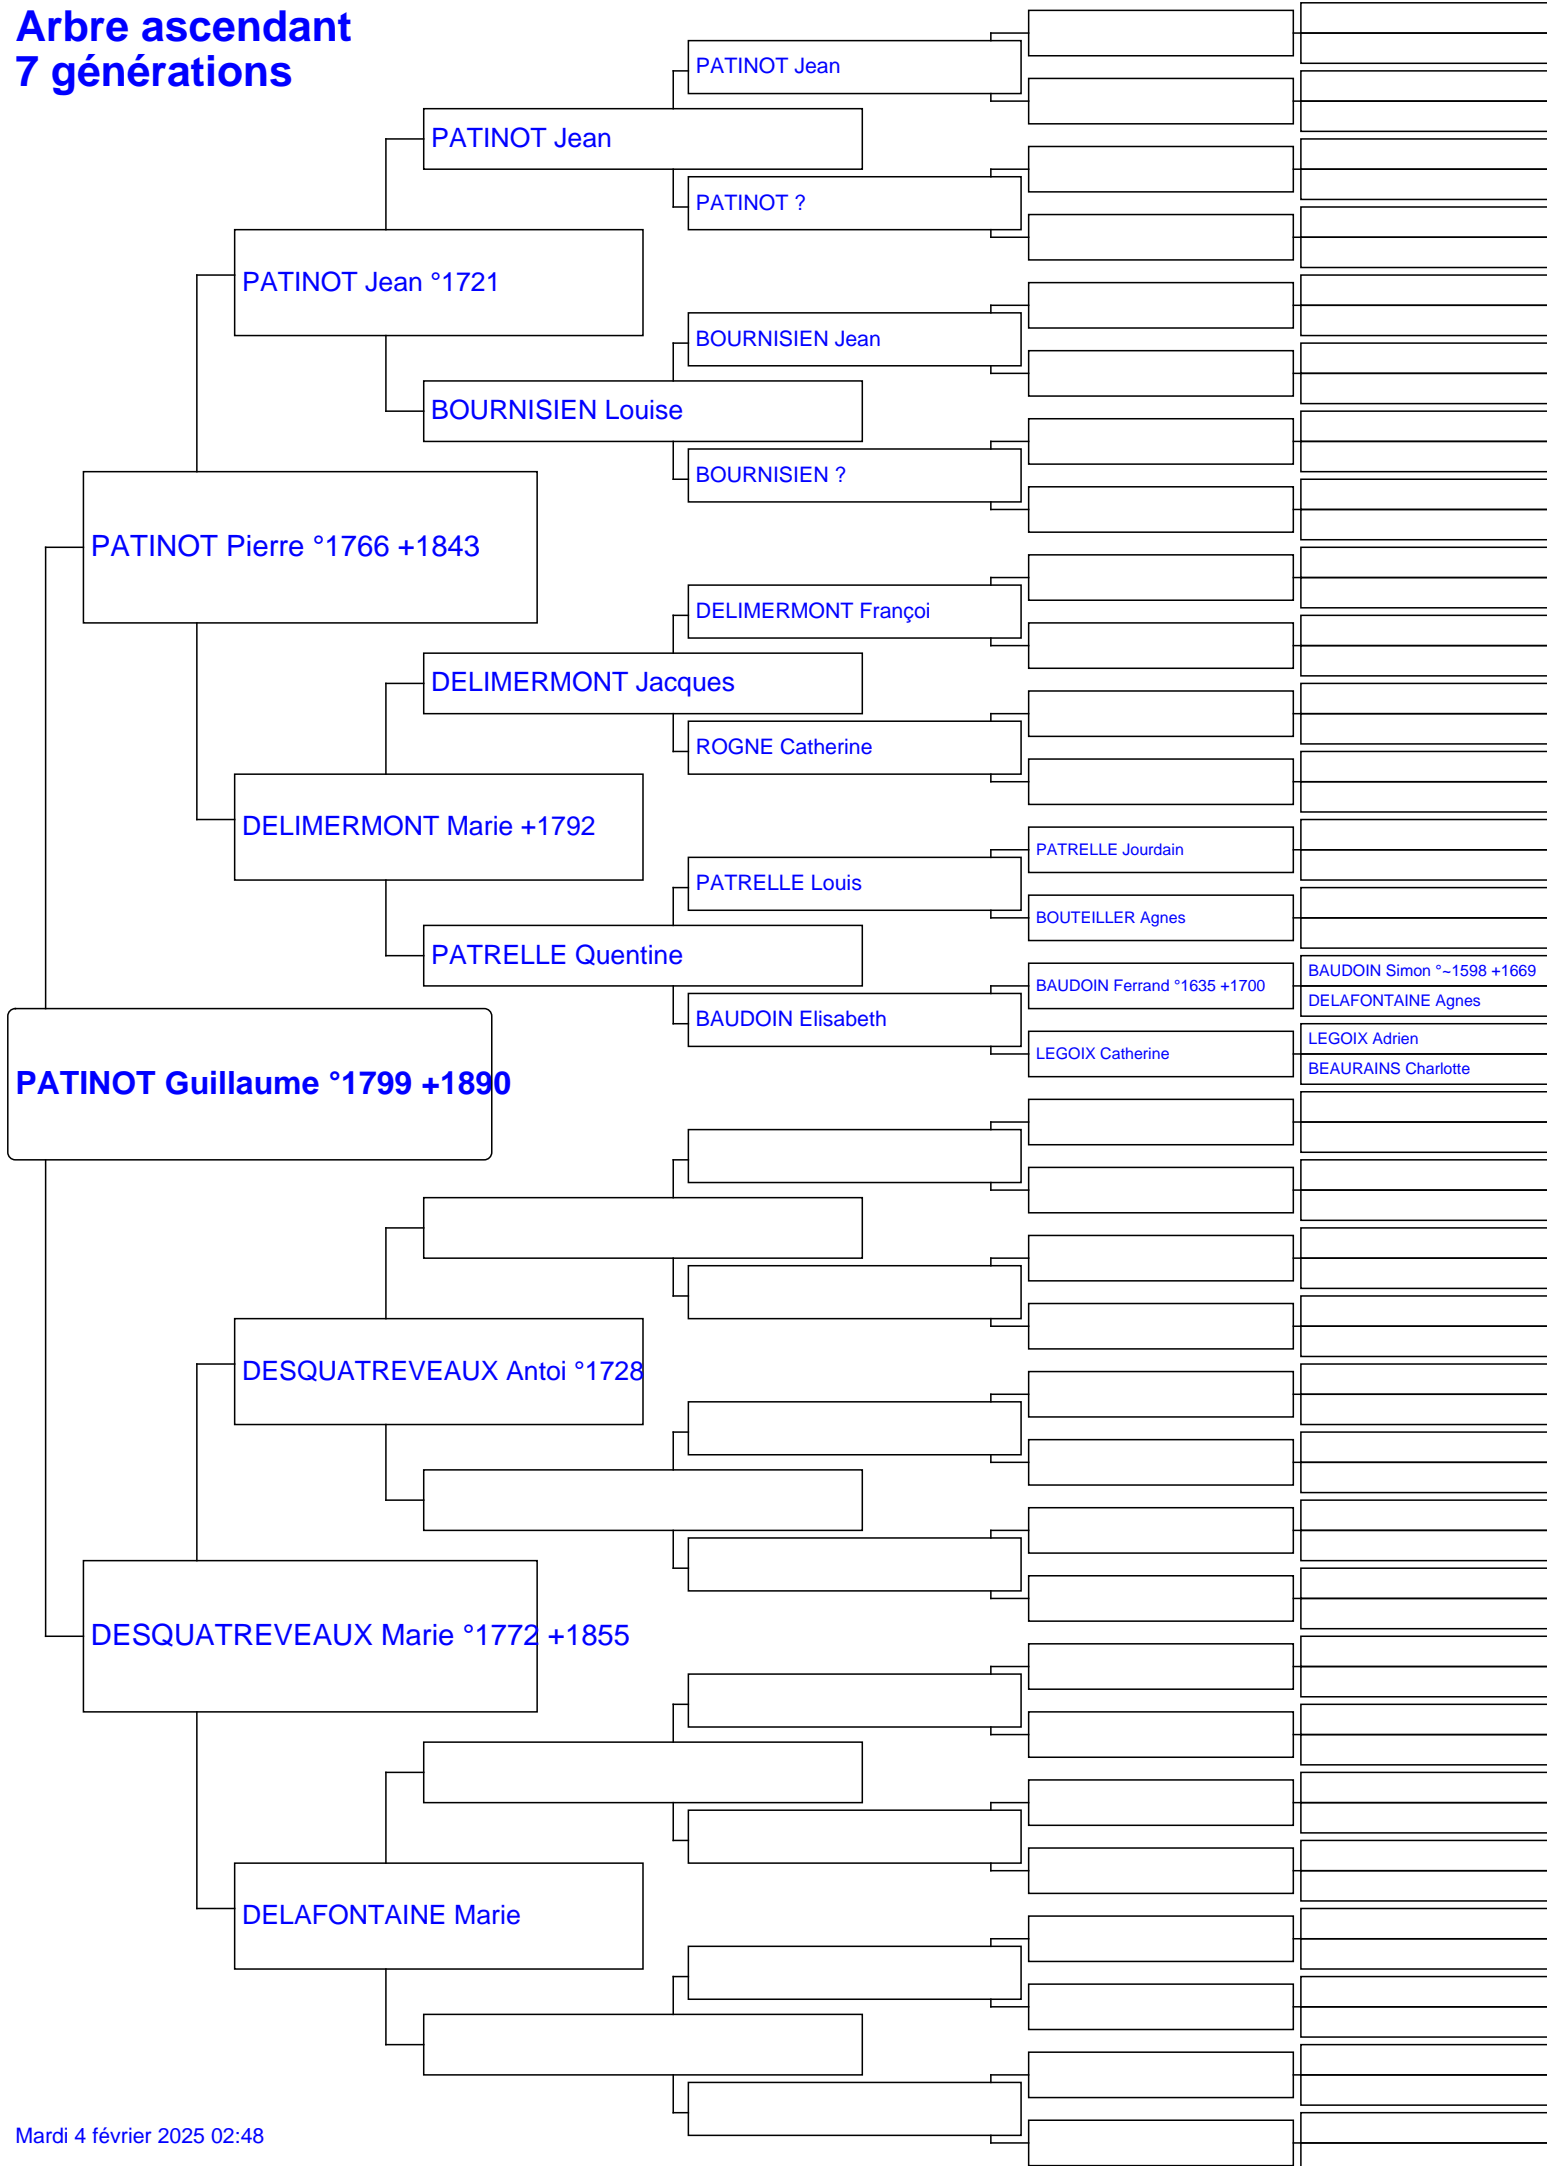 Arbre ascendant
7 générations
PATINOT Jean
PATINOT Jean
PATINOT ?
PATINOT Jean °1721
BOURNISIEN Jean
BOURNISIEN Louise
BOURNISIEN ?
PATINOT Pierre °1766 +1843
DELIMERMONT Françoi
DELIMERMONT Jacques
ROGNE Catherine
DELIMERMONT Marie +1792
PATRELLE Jourdain
PATRELLE Louis
BOUTEILLER Agnes
PATRELLE Quentine
BAUDOIN Simon °~1598 +1669
BAUDOIN Ferrand °1635 +1700
DELAFONTAINE Agnes
BAUDOIN Elisabeth
LEGOIX Adrien
LEGOIX Catherine
BEAURAINS Charlotte
PATINOT Guillaume °1799 +1890
DESQUATREVEAUX Antoi °1728
DESQUATREVEAUX Marie °1772 +1855
DELAFONTAINE Marie
Mardi 4 février 2025 02:48